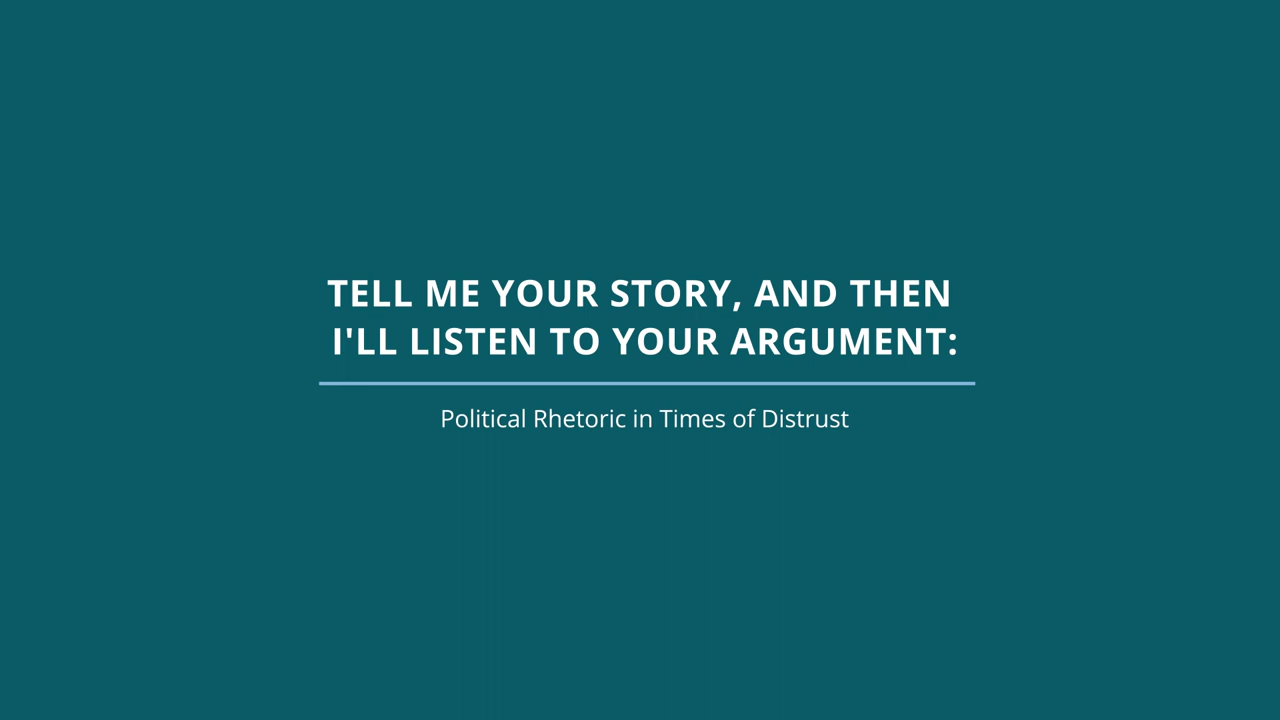 TELL ME YOUR STORY, AND THEN
I'LL LISTEN TO YOUR ARGUMENT:
Political Rhetoric in Times of Distrust